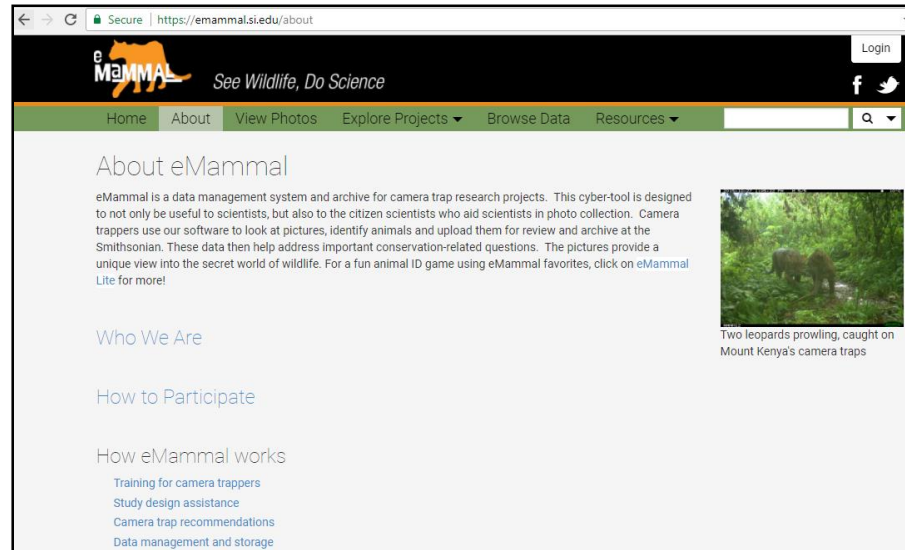 Secure | https://emammal.si.edu/about
Login
e
MaMMAL
See Wildlife, Do Science
Home About View Photos Explore Projects Browse Data Resources
About eMammal
eMammal is a data management system and archive for camera trap research projects. This cyber-tool is designed
to not only be useful to scientists, but also to the citizen scientists who aid scientists in photo collection. Camera
trappers use our software to look at pictures, identify animals and upload them for review and archive at the
Smithsonian. These data then help address important conservation-related questions. The pictures provide a
unique view into the secret world of wildlife. For a fun animal ID game using eMammal favorites, click on eMammal
Lite for more!
Two leopards prowling, caught on
Mount Kenya's camera traps
Who We Are
How to Participate
How eMammal works
Training for camera trappers
Study design assistance
Camera trap recommendations
Data management and storage